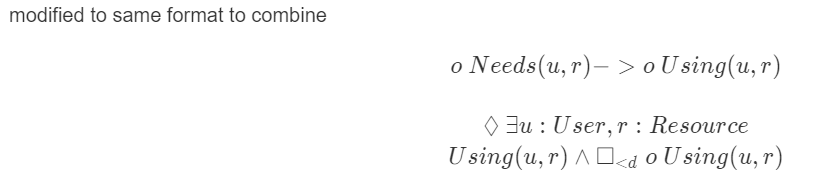 modified to same format to combine
o Needs(u, r)− > o Using(u, r)
◊ ∃u : User, r : Resource
Using(u, r) ∧ □<d o Using(u, r)